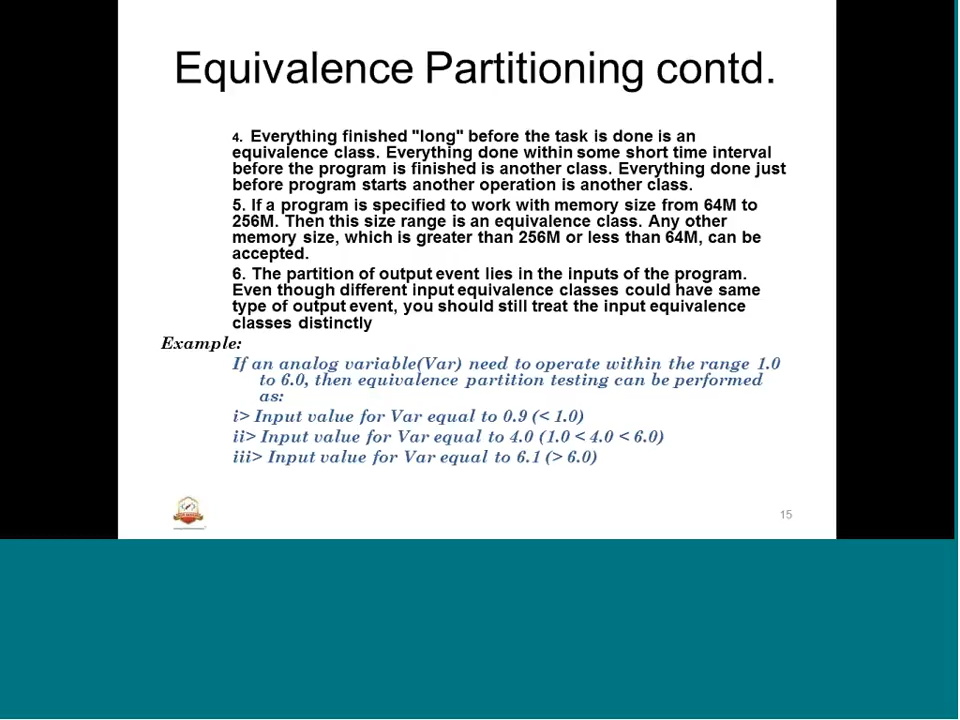 Equivalence Partitioning contd.
4. Everything finished "long" before the task is done is an
equivalence class. Everything done within some short time interval
before the program is finished is another class. Everything done just
before program starts another operation is another class.
5. If a program is specified to work with memory size from 64M to
256M. Then this size range is an equivalence class. Any other
memory size, which is greater than 256M or less than 64M, can be
accepted.
6. The partition of output event lies in the inputs of the program.
Even though different input equivalence classes could have same
type of output event, you should still treat the input equivalence
classes distinctly
Example:
If an analog variable(Var) need to operate within the range 1.0
to 6.0, then equivalence partition testing can be performed
as:
i> Input value for Var equal to 0.9 (< 1.0)
ii> Input value for Var equal to 4.0 (1.0 < 4.0 < 6.0)
iii> Input value for Var equal to 6.1 (> 6.0)
15